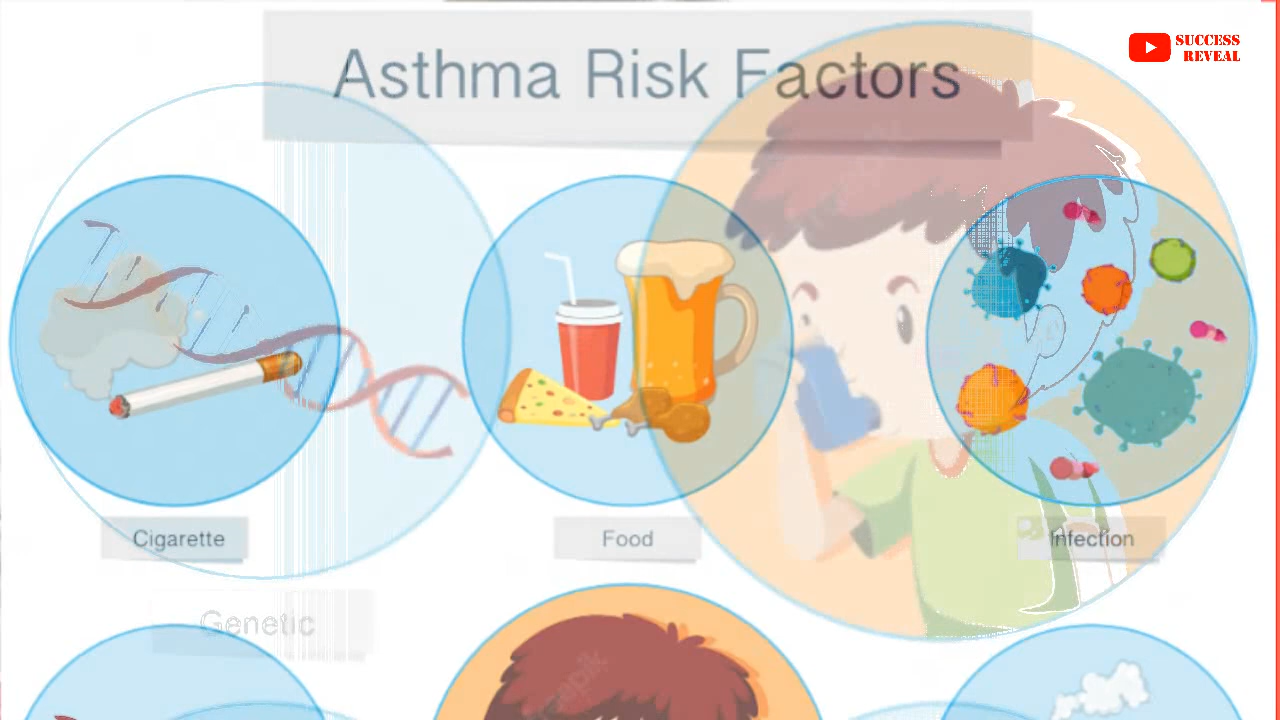 Asthma Risk Factors
SUCCESS
REVEAL
Cigarette
Food
Infection
Genetic